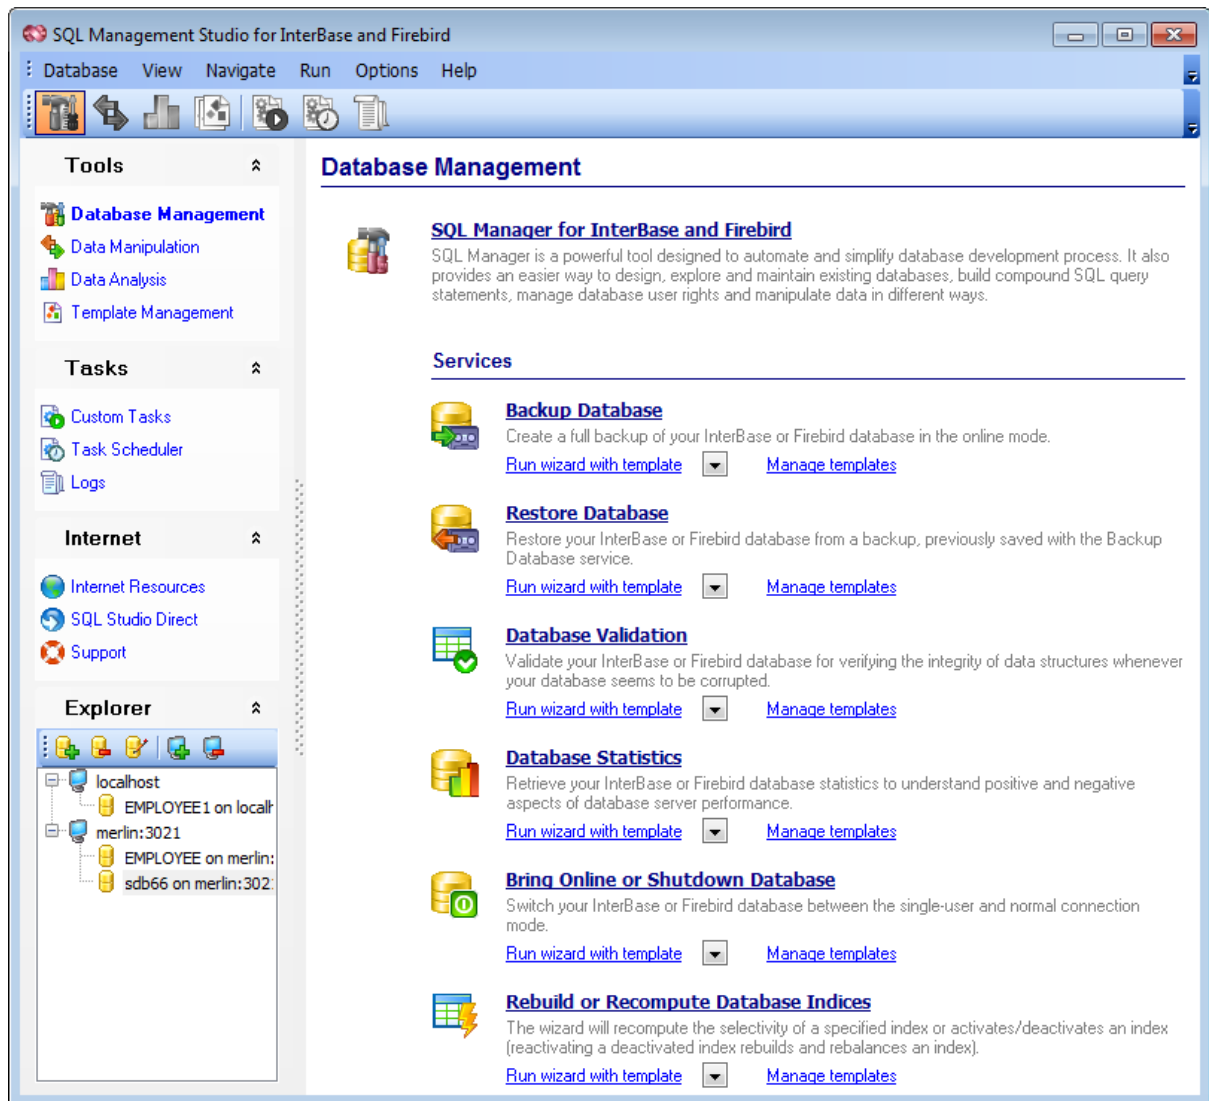 SQL Management Studio for InterBase and Firebird
Database View Navigate Run Options Help
Tools
Database Management
Data Manipulation
Data Analysis
Template Management
Tasks
Custom Tasks
Task Scheduler
Logs
Internet
Internet Resources
SQL Studio Direct
Support
Explorer
localhost
EMPLOYEE1 on localh
merlin:3021
EMPLOYEE on merlin:
sdb66 on merlin:302
Database Management
SQL Manager for InterBase and Firebird
SQL Manager is a powerful tool designed to automate and simplify database development process. It also
provides an easier way to design, explore and maintain existing databases, build compound SQL query
statements, manage database user rights and manipulate data in different ways.
Services
Backup Database
Create a full backup of your InterBase or Firebird database in the online mode.
Run wizard with template Manage templates
Restore Database
Restore your InterBase or Firebird database from a backup, previously saved with the Backup
Database service.
Run wizard with template Manage templates
Database Validation
Validate your InterBase or Firebird database for verifying the integrity of data structures whenever
your database seems to be corrupted.
Run wizard with template Manage templates
Database Statistics
Retrieve your InterBase or Firebird database statistics to understand positive and negative
aspects of database server performance.
Run wizard with template Manage templates
Bring Online or Shutdown Database
Switch your InterBase or Firebird database between the single-user and normal connection
mode.
Run wizard with template Manage templates
Rebuild or Recompute Database Indices
The wizard will recompute the selectivity of a specified index or activates/deactivates an index
(reactivating a deactivated index rebuilds and rebalances an index).
Run wizard with template Manage templates